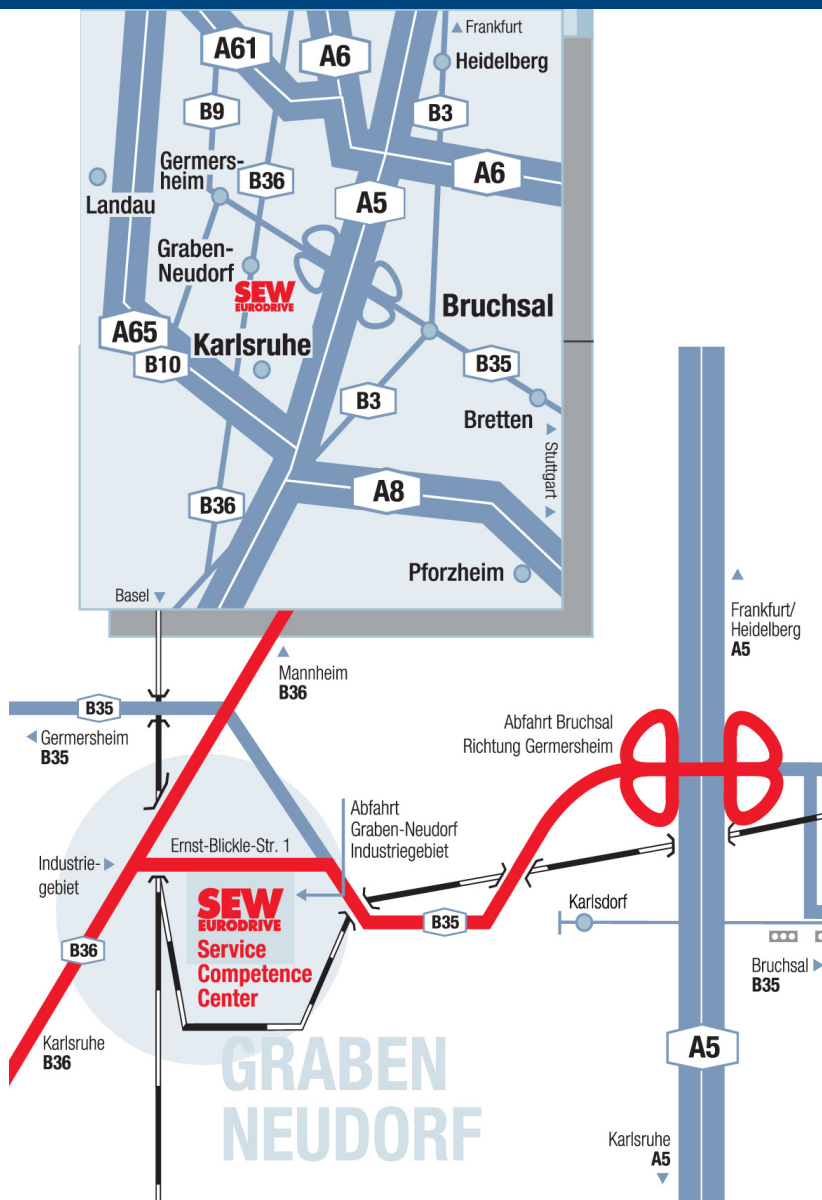 Frankfurt
A61
A6
Heidelberg
B9
B3
Germers-
heim
B36
A6
Landau
A5
Graben-
Neudorf
SEW
EURODRIVE
Bruchsal
A65
Karlsruhe
B10
B35
B3
Bretten
Stuttgart
B36
A8
Pforzheim
Basel
Frankfurt/
Heidelberg
A5
Mannheim
B36
B35
Germersheim
B35
Abfahrt Bruchsal
Richtung Germersheim
Abfahrt
Graben-Neudorf
Industriegebiet
Ernst-Blickle-Str. 1
Industrie-
gebiet
SEW
EURODRIVE
Service
Competence
Center
B35
Karlsdorf
B36
Bruchsal
B35
Karlsruhe
B36
GRABEN
NEUDORF
A5
Karlsruhe
A5